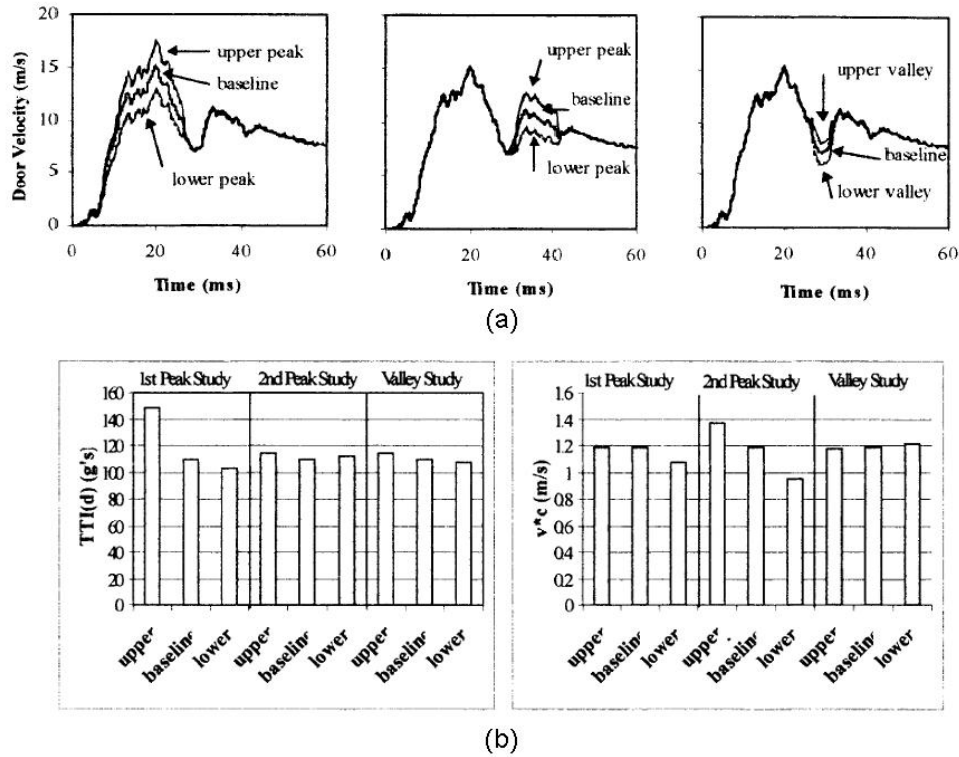 Door Velocity (m/s)
20
15
10
5
0
upper peak
baseline
lower peak
0 20 40 60
Time (ms)
upper peak
baseline
lower peak
0 20 40 60
Time (ms)
upper valley
baseline
lower valley
0 20 40 60
Time (ms)
(a)
1st Peak Study 2nd Peak Study Valley Study
TTI(d) (g's)
160
140
120
100
80
60
40
20
0
upper baseline lower upper baseline lower upper baseline lower
1st Peak Study 2nd Peak Study Valley Study
v*c (m/s)
1.6
1.4
1.2
1
0.8
0.6
0.4
0.2
0
upper baseline lower upper baseline lower upper baseline lower
(b)